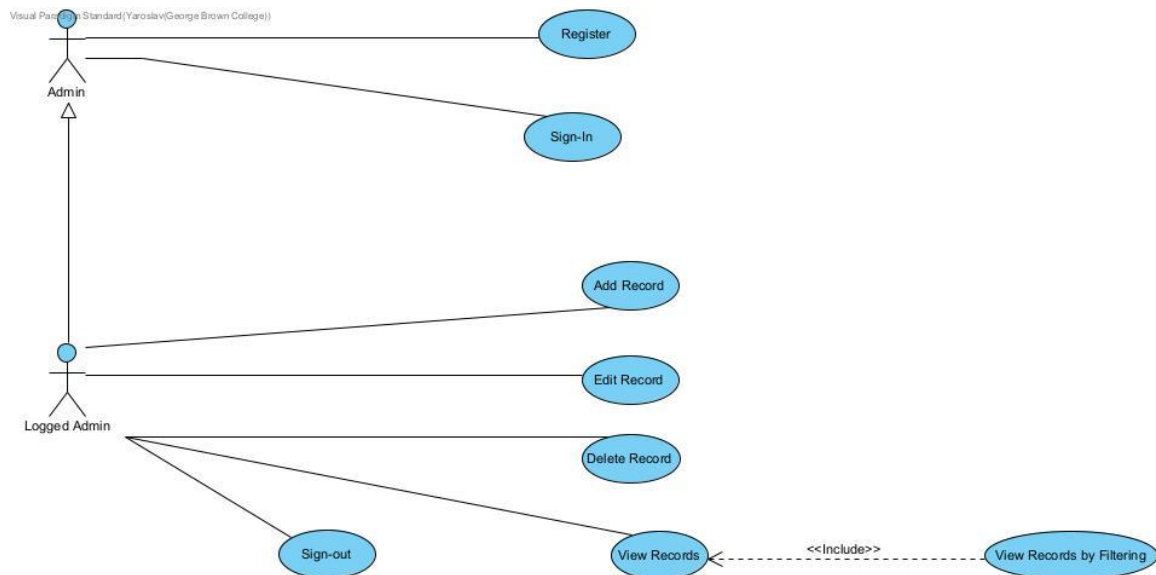 Visual Paradigm Standard(Yaroslav(George Brown College))
Register
Admin
Sign-In
Add Record
Edit Record
Logged Admin
Delete Record
Sign-out
View Records
<<Include>>
View Records by Filtering